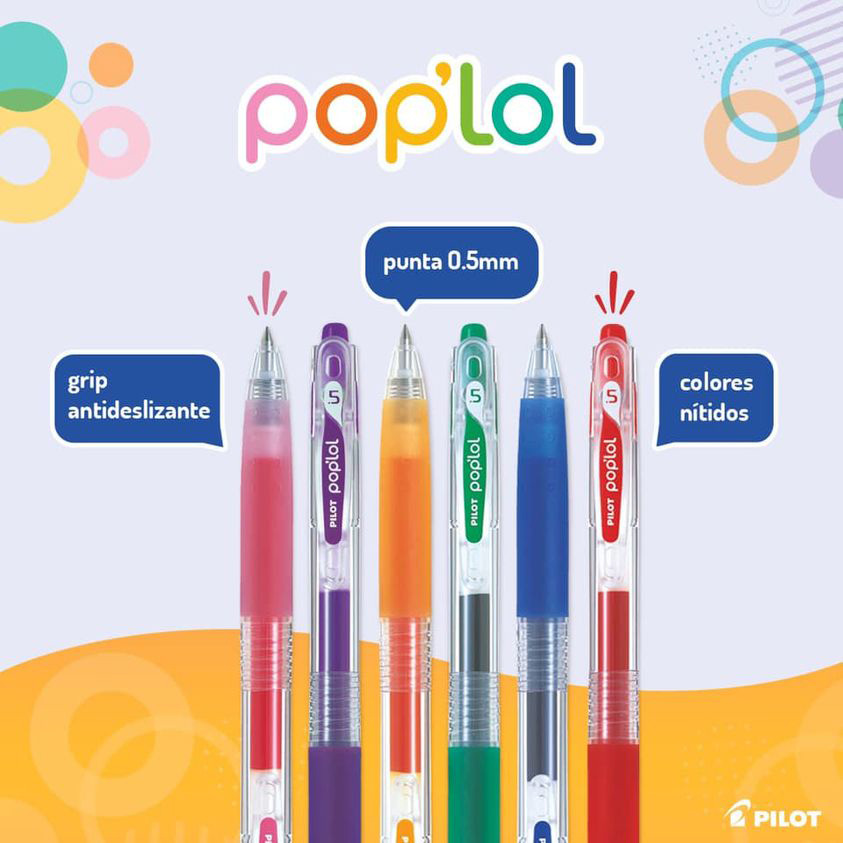 pop'lol
punta 0.5mm
grip
antideslizante
colores
nítidos
.5
PILOT pop'lol
.5
PILOT pop'lol
.5
PILOT pop'lol
PILOT